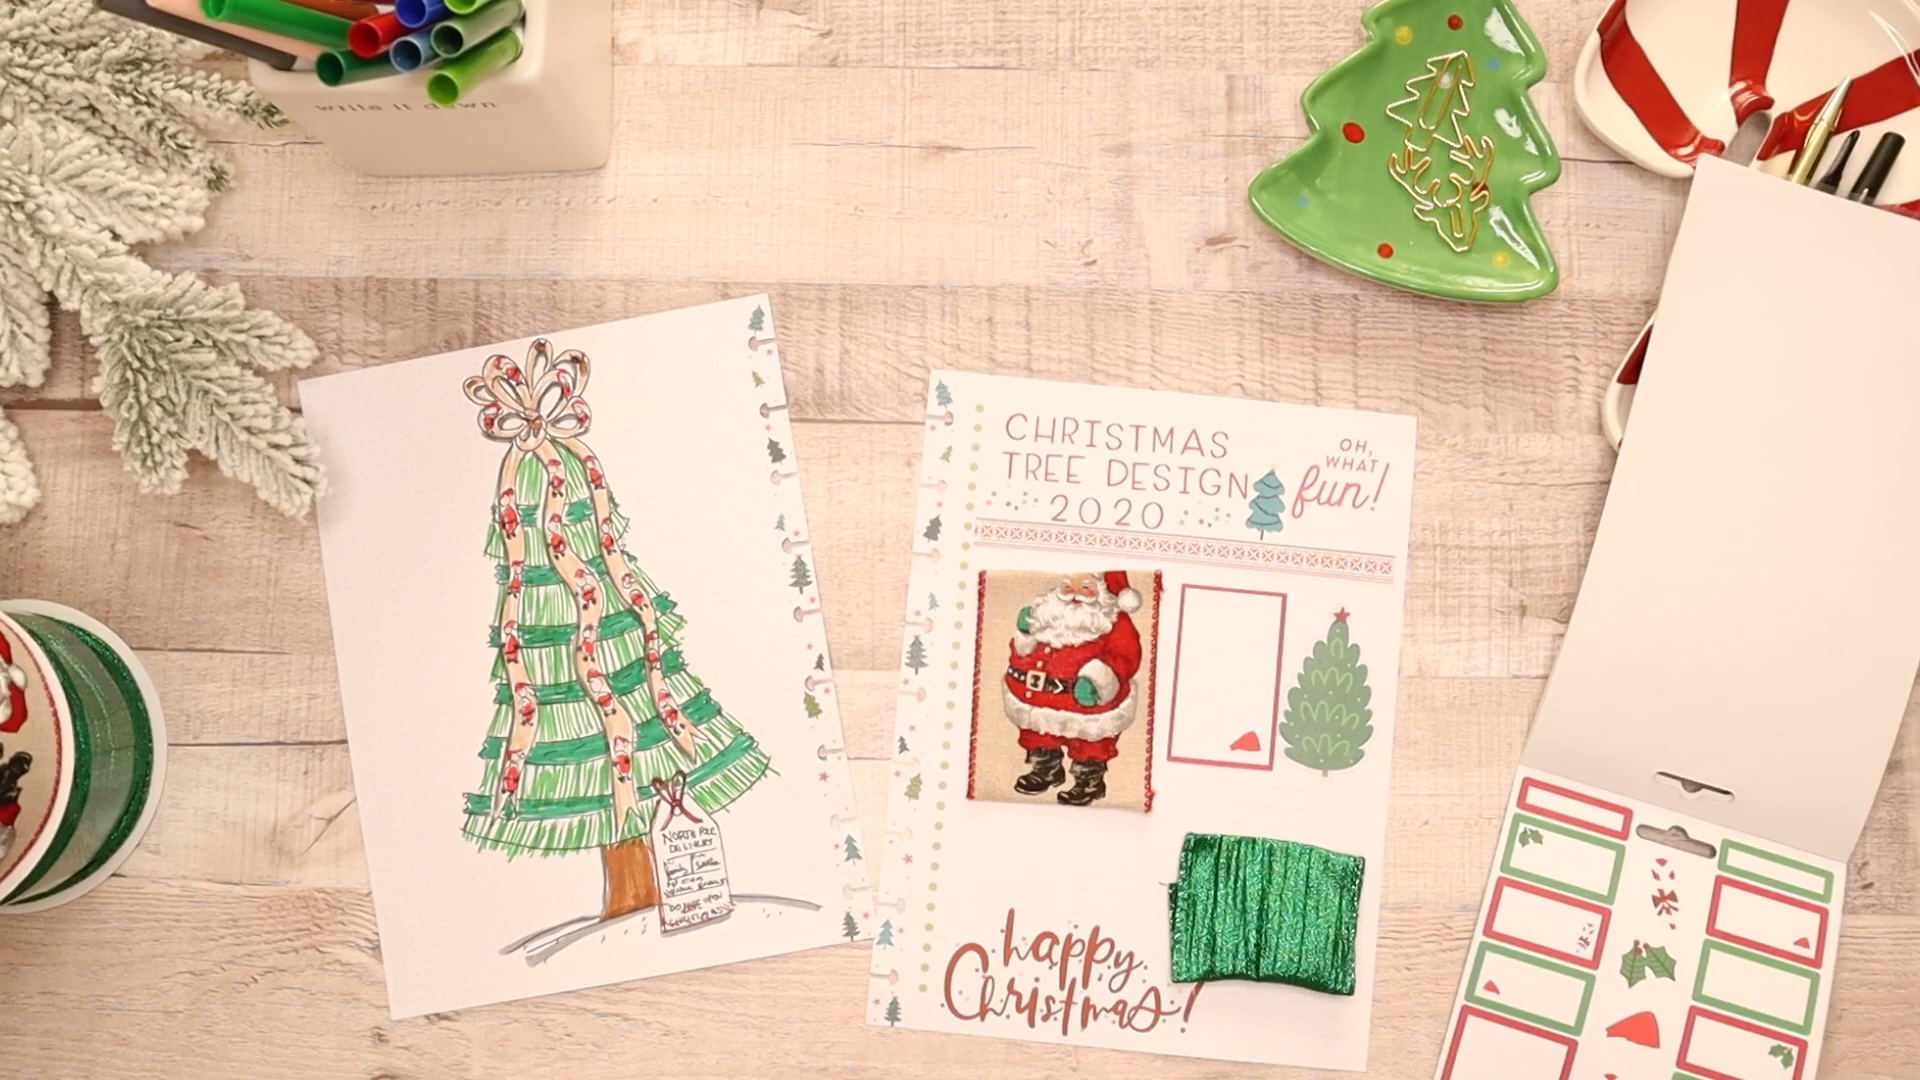 write it down
NORTH POLE
DELIVERY
CHRISTMAS
TREE DESIGN
2020
OH,
WHAT
fun!
happy
Christmas!